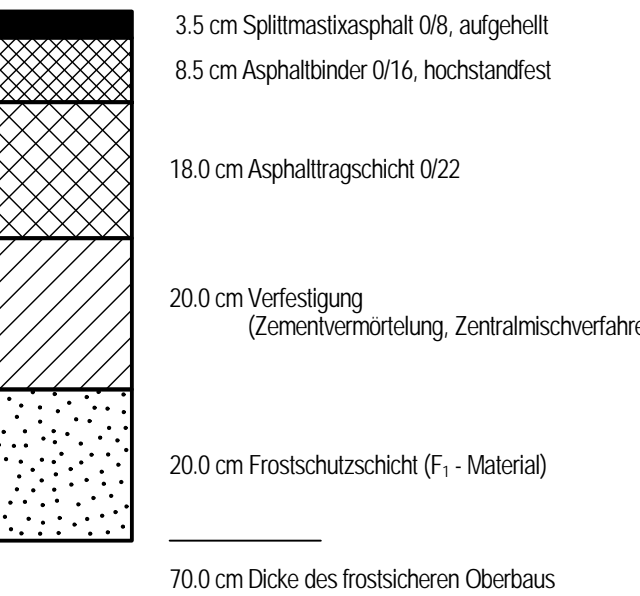 3.5 cm Splittmastixasphalt 0/8, aufgehellt
8.5 cm Asphaltbinder 0/16, hochstandfest
18.0 cm Asphalttragschicht 0/22
20.0 cm Verfestigung
(Zementvermörtelung, Zentralmischverfahre
20.0 cm Frostschutzschicht (F₁ - Material)
70.0 cm Dicke des frostsicheren Oberbaus